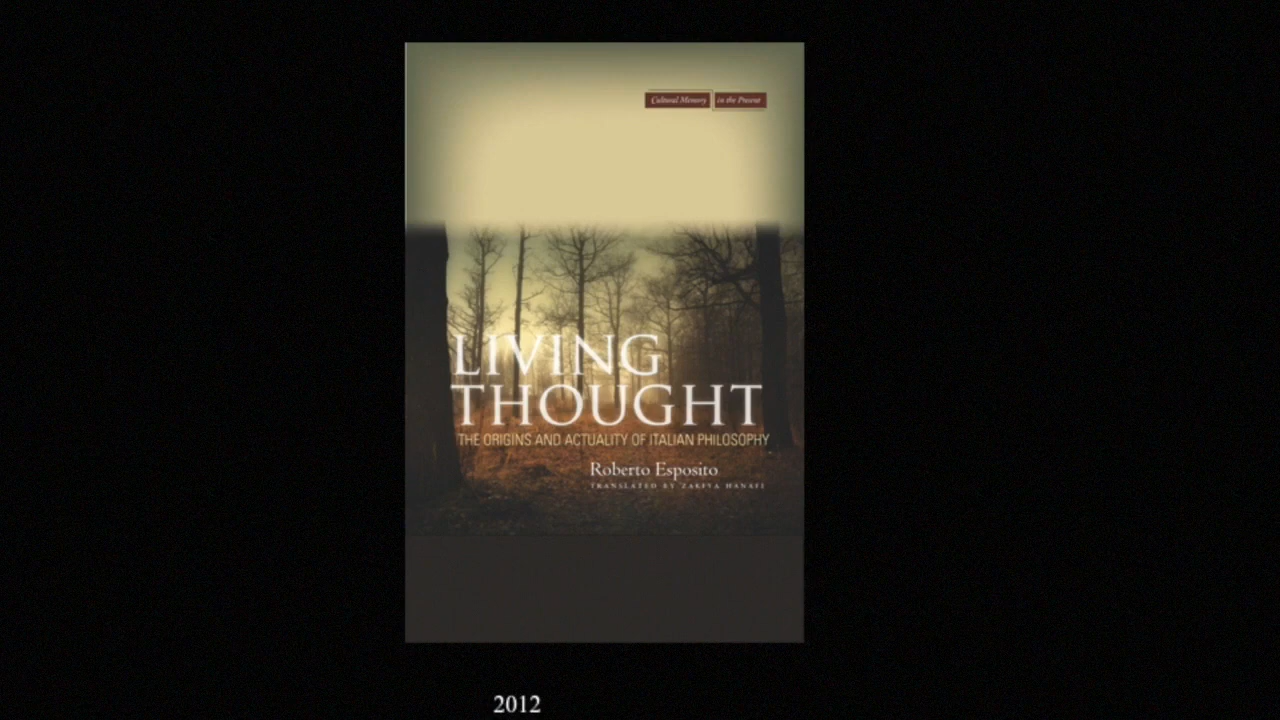 Cultural Memory in the Present
LIVING
THOUGHT
THE ORIGINS AND ACTUALITY OF ITALIAN PHILOSOPHY
Roberto Esposito
TRANSLATED BY ZAKIYA HANAFI
2012